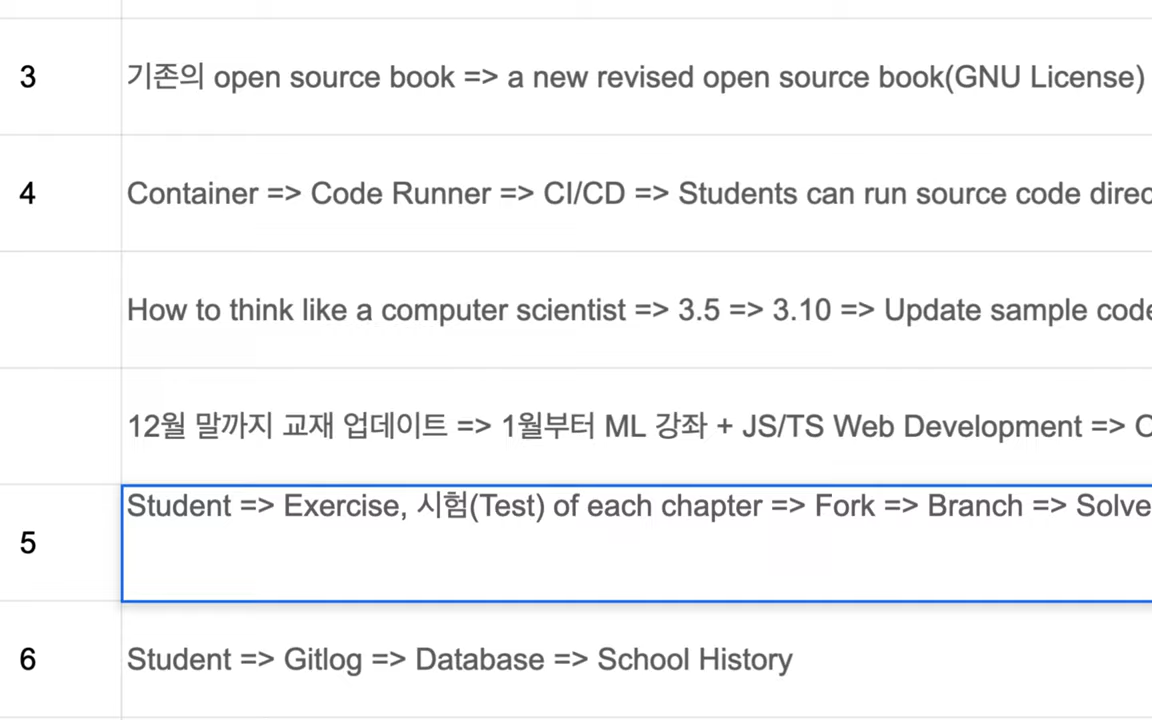 3
기존의 open source book => a new revised open source book(GNU License)
4
Container => Code Runner => CI/CD => Students can run source code direc
How to think like a computer scientist => 3.5 => 3.10 => Update sample code
12월 말까지 교재 업데이트 => 1월부터 ML 강좌 + JS/TS Web Development =>
Student => Exercise, 시험(Test) of each chapter => Fork => Branch => Solve
5
6
Student => Gitlog => Database => School History